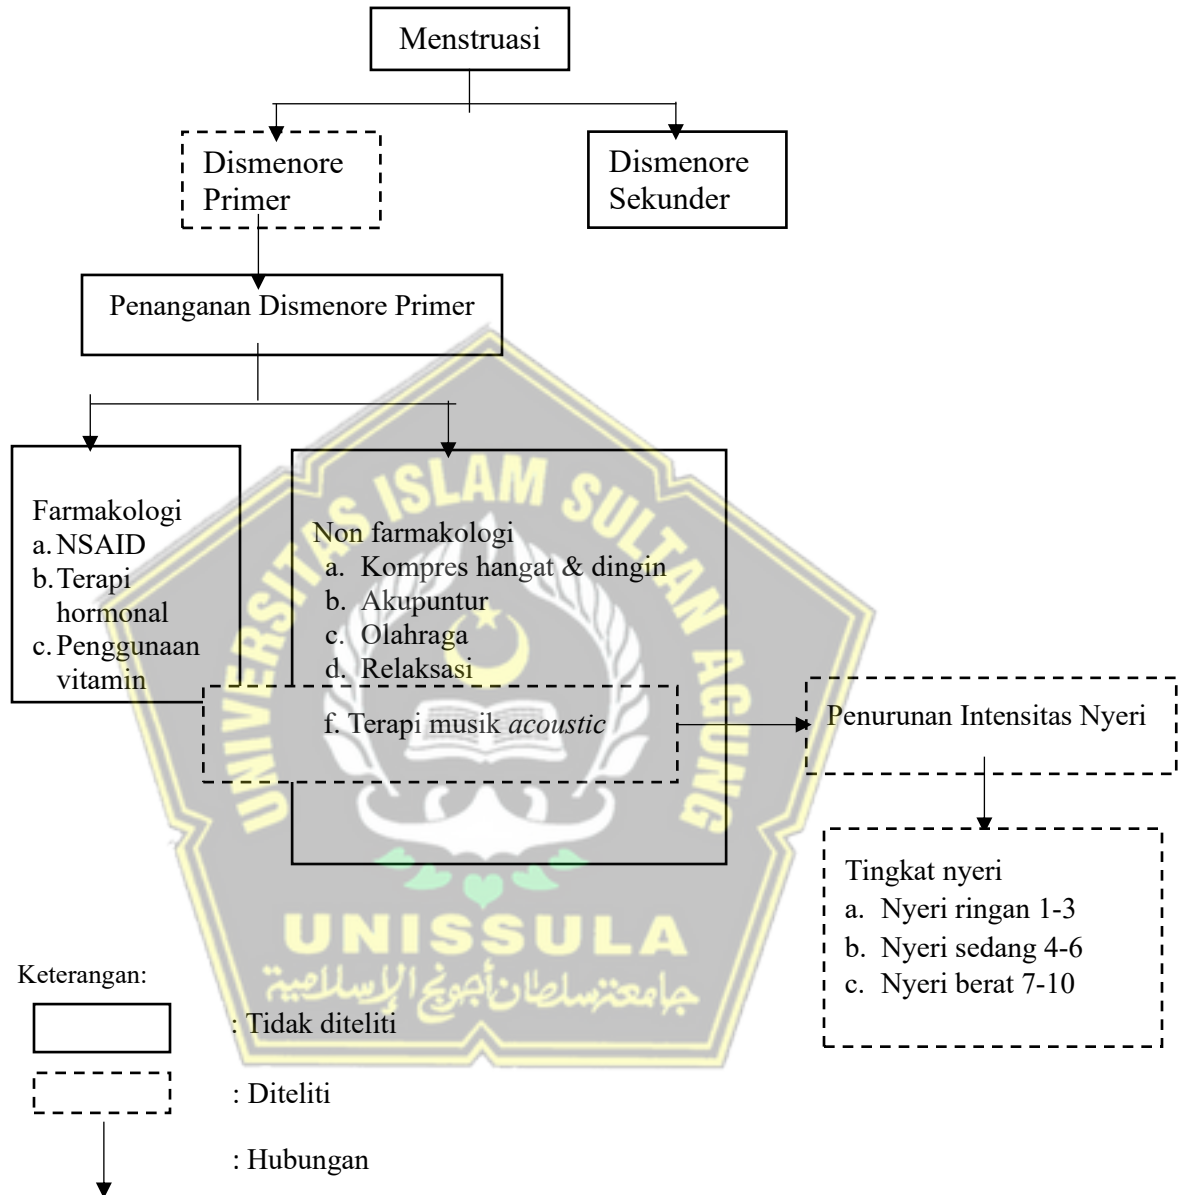 Menstruasi
Dismenore
Primer
Dismenore
Sekunder
Penanganan Dismenore Primer
Farmakologi
a. NSAID
b. Terapi
hormonal
c. Penggunaan
vitamin
Non farmakologi
a. Kompres hangat & dingin
b. Akupuntur
c. Olahraga
d. Relaksasi
f. Terapi musik acoustic
Penurunan Intensitas Nyeri
Tingkat nyeri
a. Nyeri ringan 1-3
b. Nyeri sedang 4-6
c. Nyeri berat 7-10
UNIVERSITAS ISLAM SULTAN AGUNG
UNISSULA
جامعة سلطان أجونج الإسلامية
Keterangan:
: Tidak diteliti
: Diteliti
: Hubungan